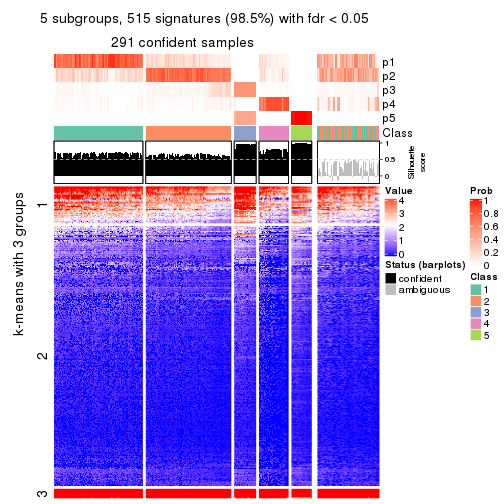 5 subgroups, 515 signatures (98.5%) with fdr < 0.05
291 confident samples
p1
p2
p3
p4
p5
Class
1
0.5
0
Silhouette
score
k-means with 3 groups
1
2
3
Value
4
3
2
1
0
Status (barplots)
confident
ambiguous
Prob
1
0.8
0.6
0.4
0.2
0
Class
1
2
3
4
5